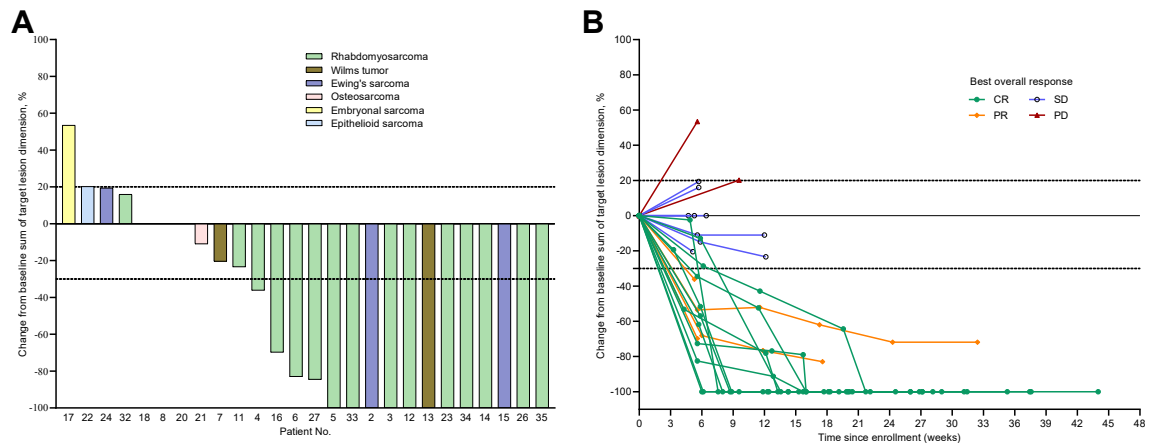 A
Change from baseline sum of target lesion dimension, %
100
80
60
40
20
0
-20
-40
-60
-80
-100
Rhabdomyosarcoma
Wilms tumor
Ewing's sarcoma
Osteosarcoma
Embryonal sarcoma
Epithelioid sarcoma
17 22 24 32 18 8 20 21 7 11 4 16 6 27 5 33 2 3 12 13 23 34 14 15 26 35
Patient No.
B
Change from baseline sum of target lesion dimension, %
100
80
60
40
20
0
-20
-40
-60
-80
-100
Best overall response
CR SD
PR PD
0 3 6 9 12 15 18 21 24 27 30 33 36 39 42 45 48
Time since enrollment (weeks)